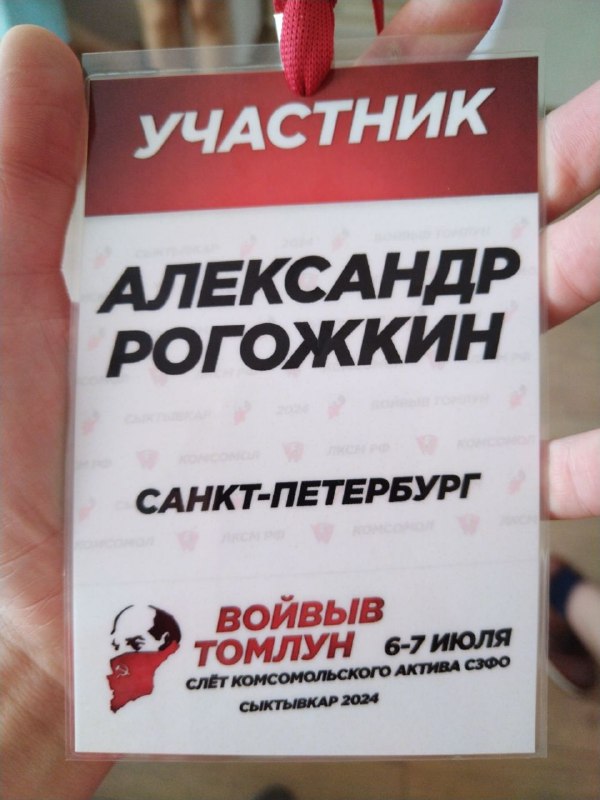 УЧАСТНИК
АЛЕКСАНДР
РОГОЖКИН
САНКТ-ПЕТЕРБУРГ
ВОЙВЫВ
ТОМЛУН 6-7 ИЮЛЯ
СЛЁТ КОМСОМОЛЬСКОГО АКТИВА СЗФО
СЫКТЫВКАР 2024